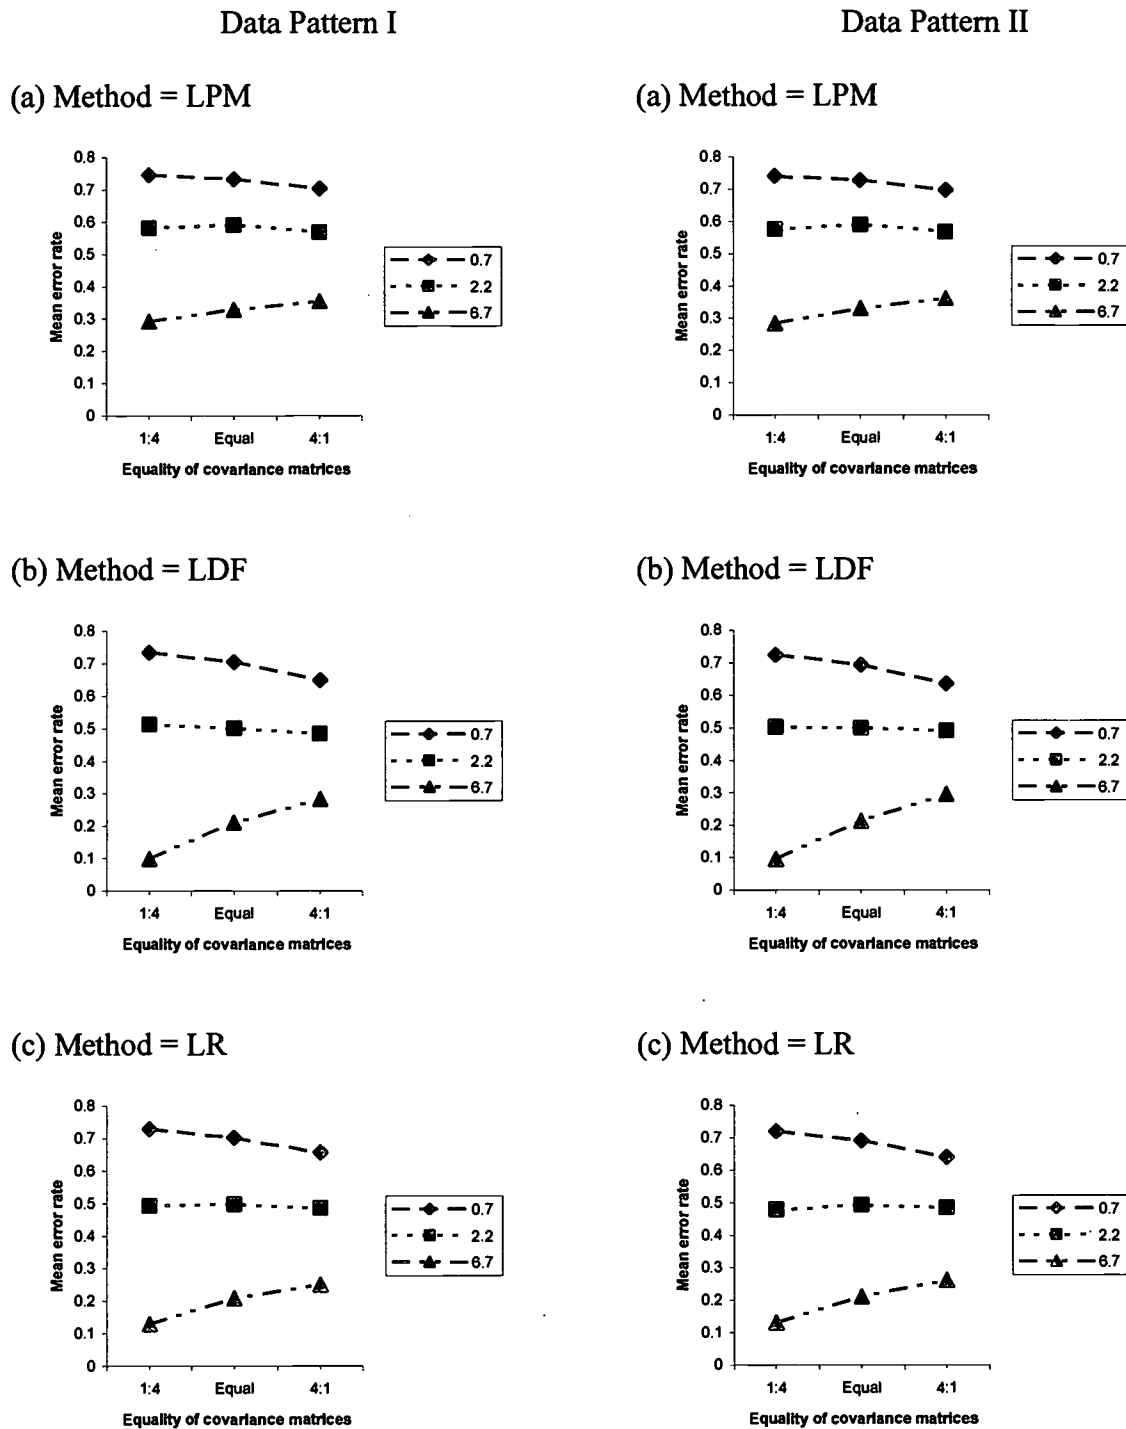 Data Pattern I
Data Pattern II
(a) Method = LPM
(a) Method = LPM
Mean error rate
0.8
0.7
0.6
0.5
0.4
0.3
0.2
0.1
0
1:4 Equal 4:1
Equality of covariance matrices
0.7
2.2
6.7
Mean error rate
0.8
0.7
0.6
0.5
0.4
0.3
0.2
0.1
0
1:4 Equal 4:1
Equality of covariance matrices
0.7
2.2
6.7
(b) Method = LDF
(b) Method = LDF
Mean error rate
0.8
0.7
0.6
0.5
0.4
0.3
0.2
0.1
0
1:4 Equal 4:1
Equality of covariance matrices
0.7
2.2
6.7
Mean error rate
0.8
0.7
0.6
0.5
0.4
0.3
0.2
0.1
0
1:4 Equal 4:1
Equality of covariance matrices
0.7
2.2
6.7
(c) Method = LR
(c) Method = LR
Mean error rate
0.8
0.7
0.6
0.5
0.4
0.3
0.2
0.1
0
1:4 Equal 4:1
Equality of covariance matrices
0.7
2.2
6.7
Mean error rate
0.8
0.7
0.6
0.5
0.4
0.3
0.2
0.1
0
1:4 Equal 4:1
Equality of covariance matrices
0.7
2.2
6.7